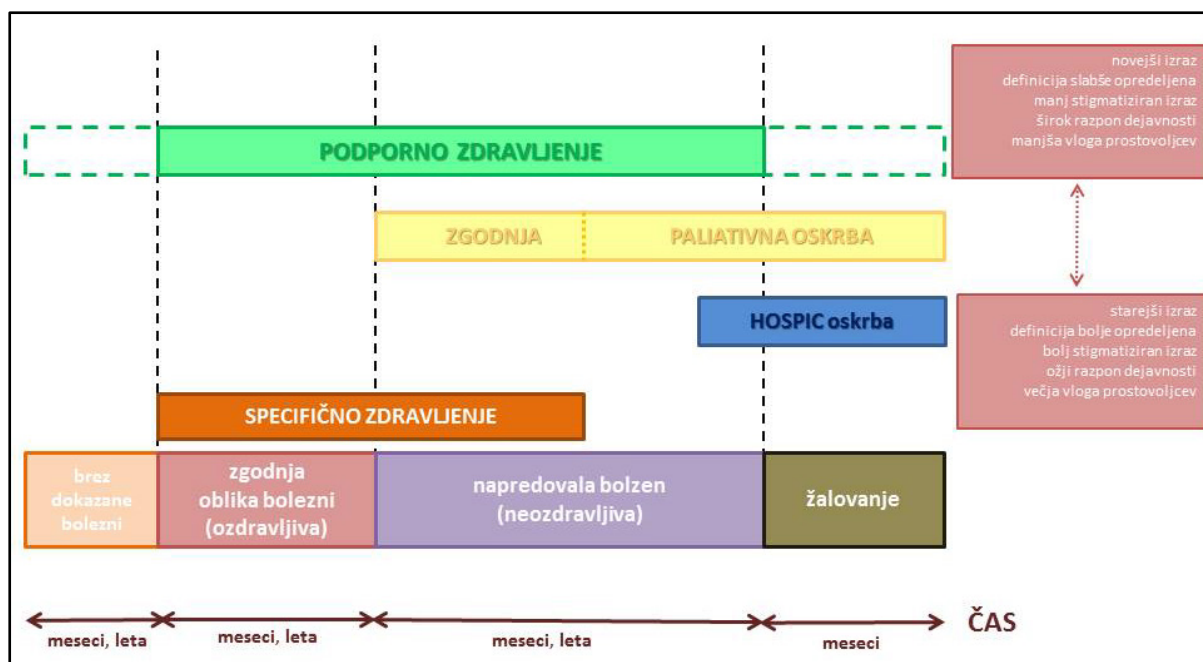 novejši izraz
definicija slabše opredeljena
manj stigmatiziran izraz
širok razpon dejavnosti
manjša vloga prostovoljcev
PODPORNO ZDRAVLJENJE
ZGODNJA
PALIATIVNA OSKRBA
HOSPIC oskrba
starejši izraz
definicija bolje opredeljena
bolj stigmatiziran izraz
ožji razpon dejavnosti
večja vloga prostovoljcev
SPECIFIČNO ZDRAVLJENJE
brez
dokazane
bolezni
zgodnja
oblika bolezni
(ozdravljiva)
napredovala bolzen
(neozdravljiva)
žalovanje
meseci, leta
meseci, leta
meseci, leta
meseci
ČAS